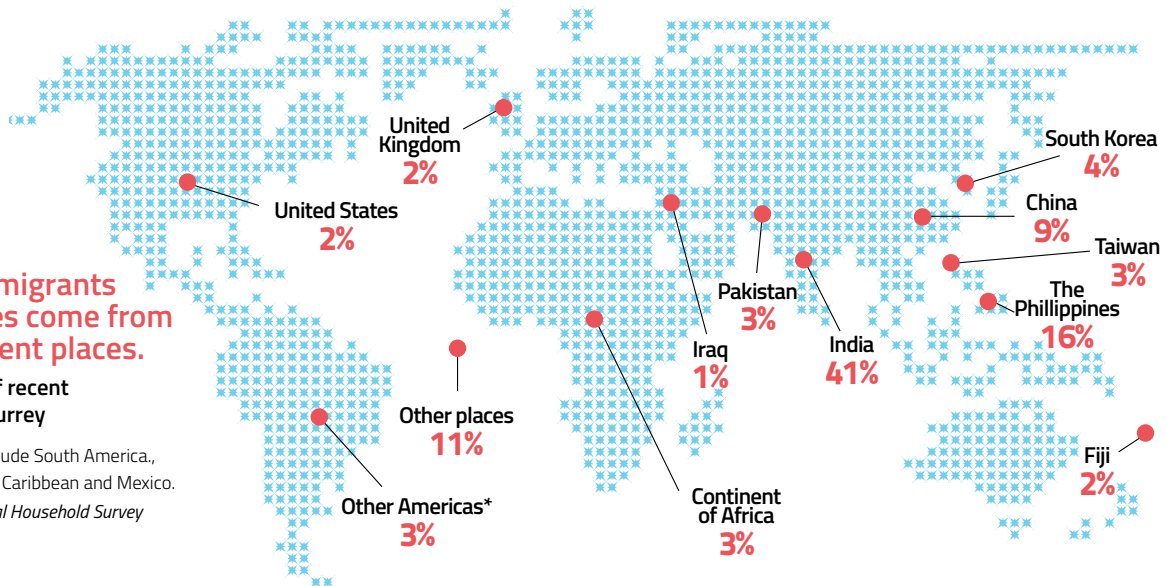 United
Kingdom
2%
South Korea
4%
United States
2%
China
9%
Taiwan
3%
migrants
es come from
ent places.
f recent
urrey
ude South America.,
Caribbean and Mexico.
al Household Survey
Pakistan
3%
The
Phillippines
16%
Iraq
1%
India
41%
Other places
11%
Fiji
2%
Other Americas*
3%
Continent
of Africa
3%